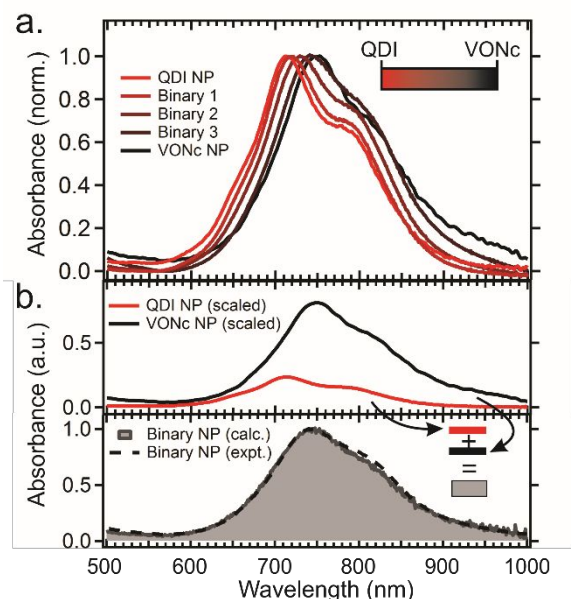 a.
QDI VONc
QDI NP
Binary 1
Binary 2
Binary 3
VONc NP
Absorbance (norm.)
1.0
0.8
0.6
0.4
0.2
0.0
b.
QDI NP (scaled)
VONc NP (scaled)
Absorbance (a.u.)
0.5
0.0
Binary NP (calc.)
Binary NP (expt.)
+
=
1.0
0.5
0.0
500 600 700 800 900 1000
Wavelength (nm)